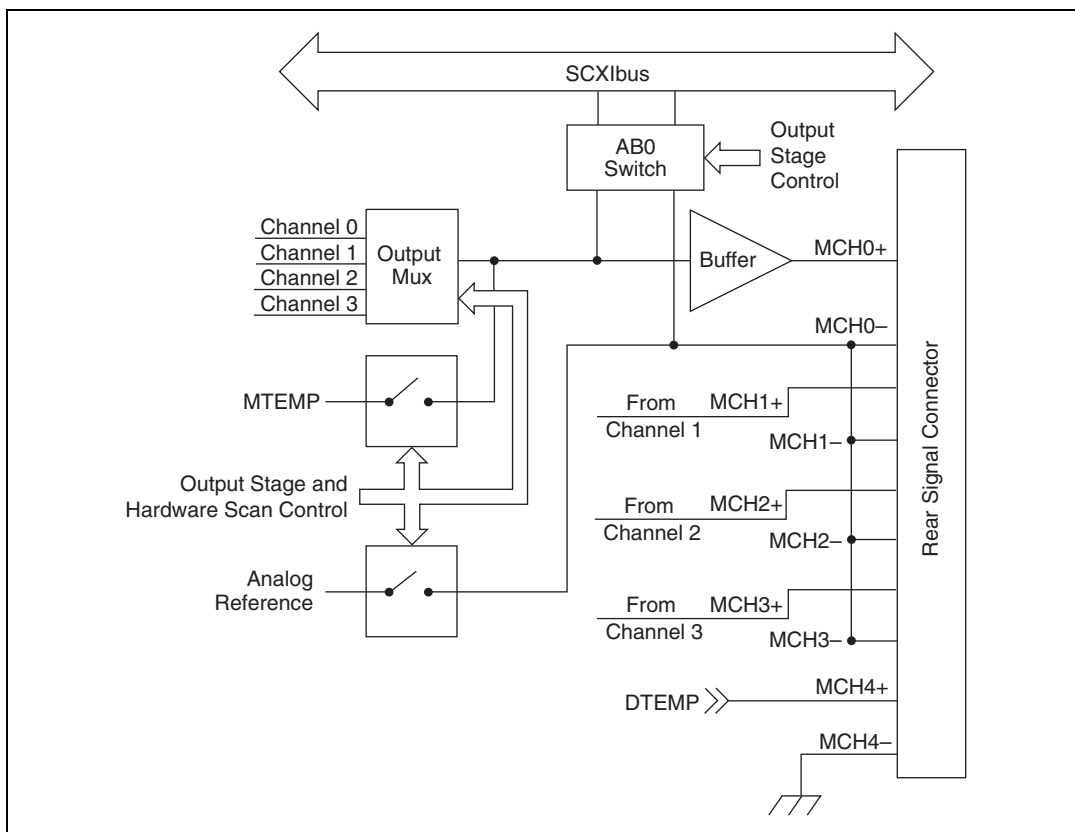 SCXIbus
AB0
Switch
Output
Stage
Control
Channel 0
Channel 1
Channel 2
Channel 3
Output
Mux
Buffer
MCH0+
MCH0–
MTEMP
From
Channel 1
MCH1+
MCH1–
Output Stage and
Hardware Scan Control
From
Channel 2
MCH2+
MCH2–
Analog
Reference
From
Channel 3
MCH3+
MCH3–
DTEMP
MCH4+
MCH4–
Rear Signal Connector